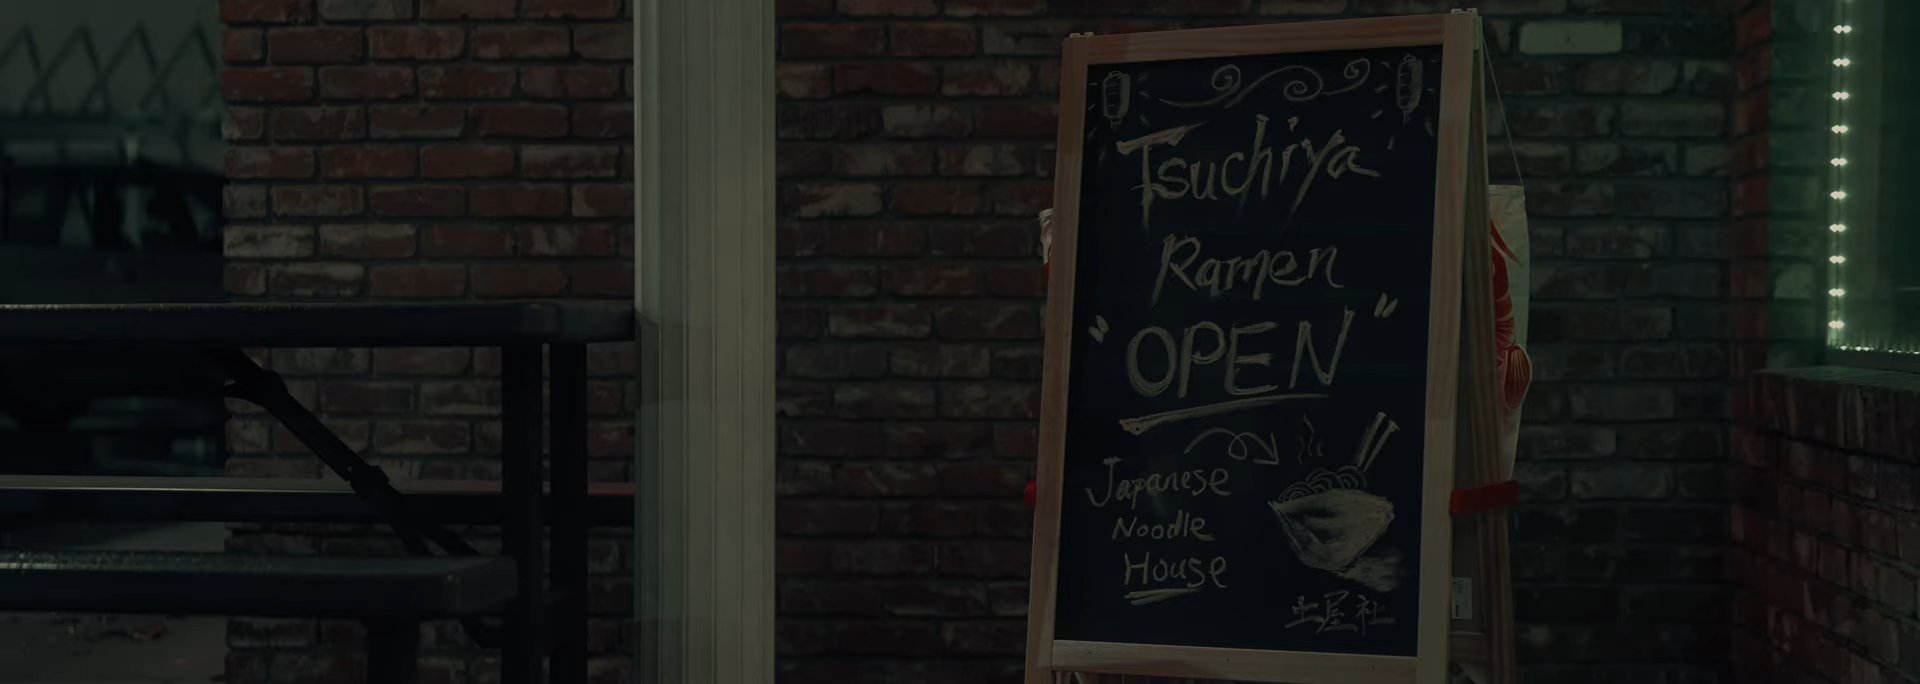 Tsuchiya
Ramen
"OPEN"
Japanese
Noodle
House
土屋社